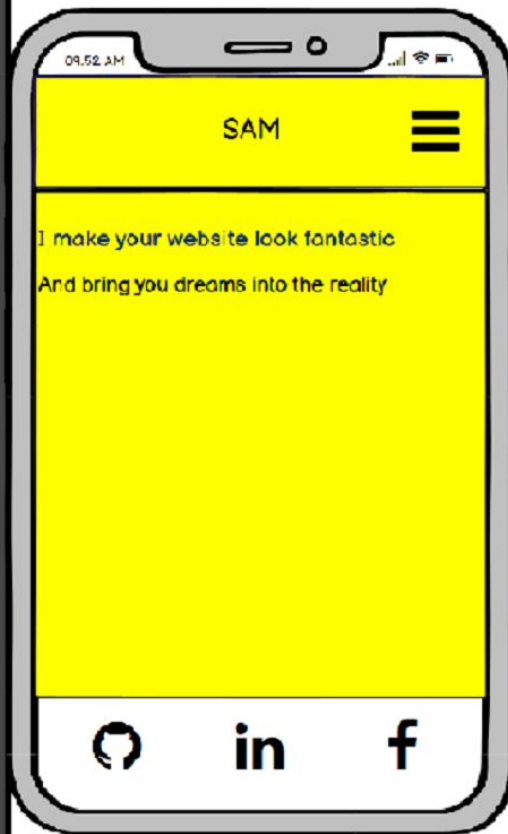 09.52 AM
SAM
I make your website look fantastic
And bring you dreams into the reality
in
f